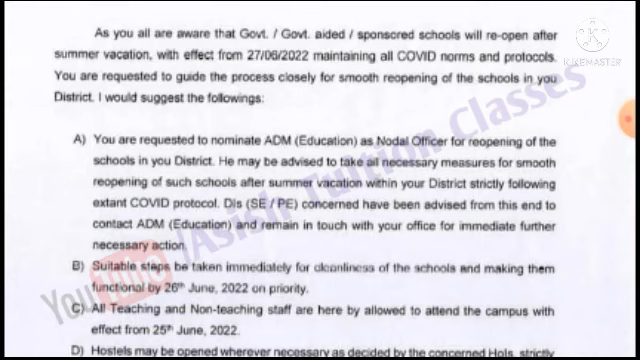 As you all are aware that Govt. / Govt. aided / sponsored schools will re-open after
summer vacation, with effect from 27/06/2022 maintaining all COVID norms and protocols.
You are requested to guide the process closely for smooth reopening of the schools in you
District. I would suggest the followings:
A) You are requested to nominate ADM (Education) as Nodal Officer for reopening of the
schools in you District. He may be advised to take all necessary measures for smooth
reopening of such schools after summer vacation within your District strictly following
extant COVID protocol. DIs (SE / PE) concerned have been advised from this end to
contact ADM (Education) and remain in touch with your office for immediate further
necessary action.
B) Suitable steps be taken immediately for cleanliness of the schools and making them
functional by 26th June, 2022 on priority.
C) All Teaching and Non-teaching staff are here by allowed to attend the campus with
effect from 25th June, 2022.
D) Hostels may be opened wherever necessary as decided by the concerned HoIs, strictly
YouTube/Asish Tuition Classes
KINEMASTER